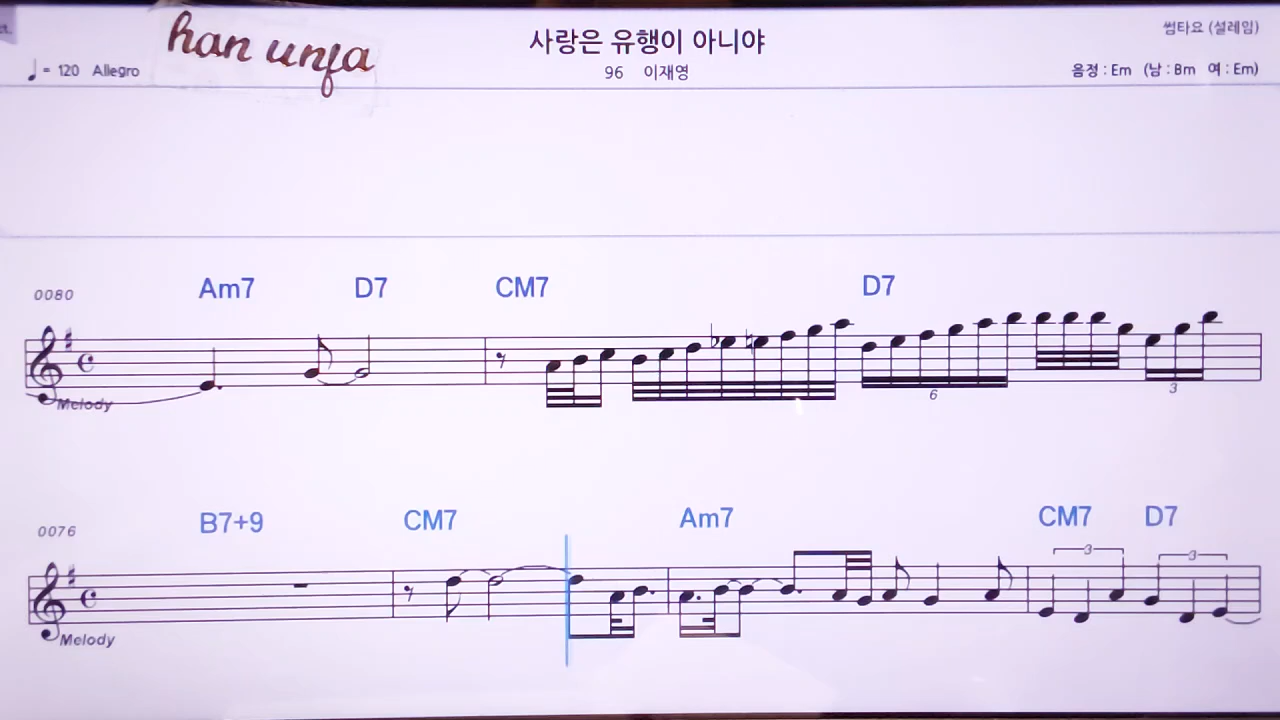 han unfa
사랑은 유행이 아니야
썸타요 (설레임)
♩ = 120 Allegro
96 이재영
음정 : Em (남 : Bm 여 : Em)
0080 Am7 D7 CM7 D7
Melody
6 3
0076 B7+9 CM7 Am7 CM7 D7
3 3
Melody